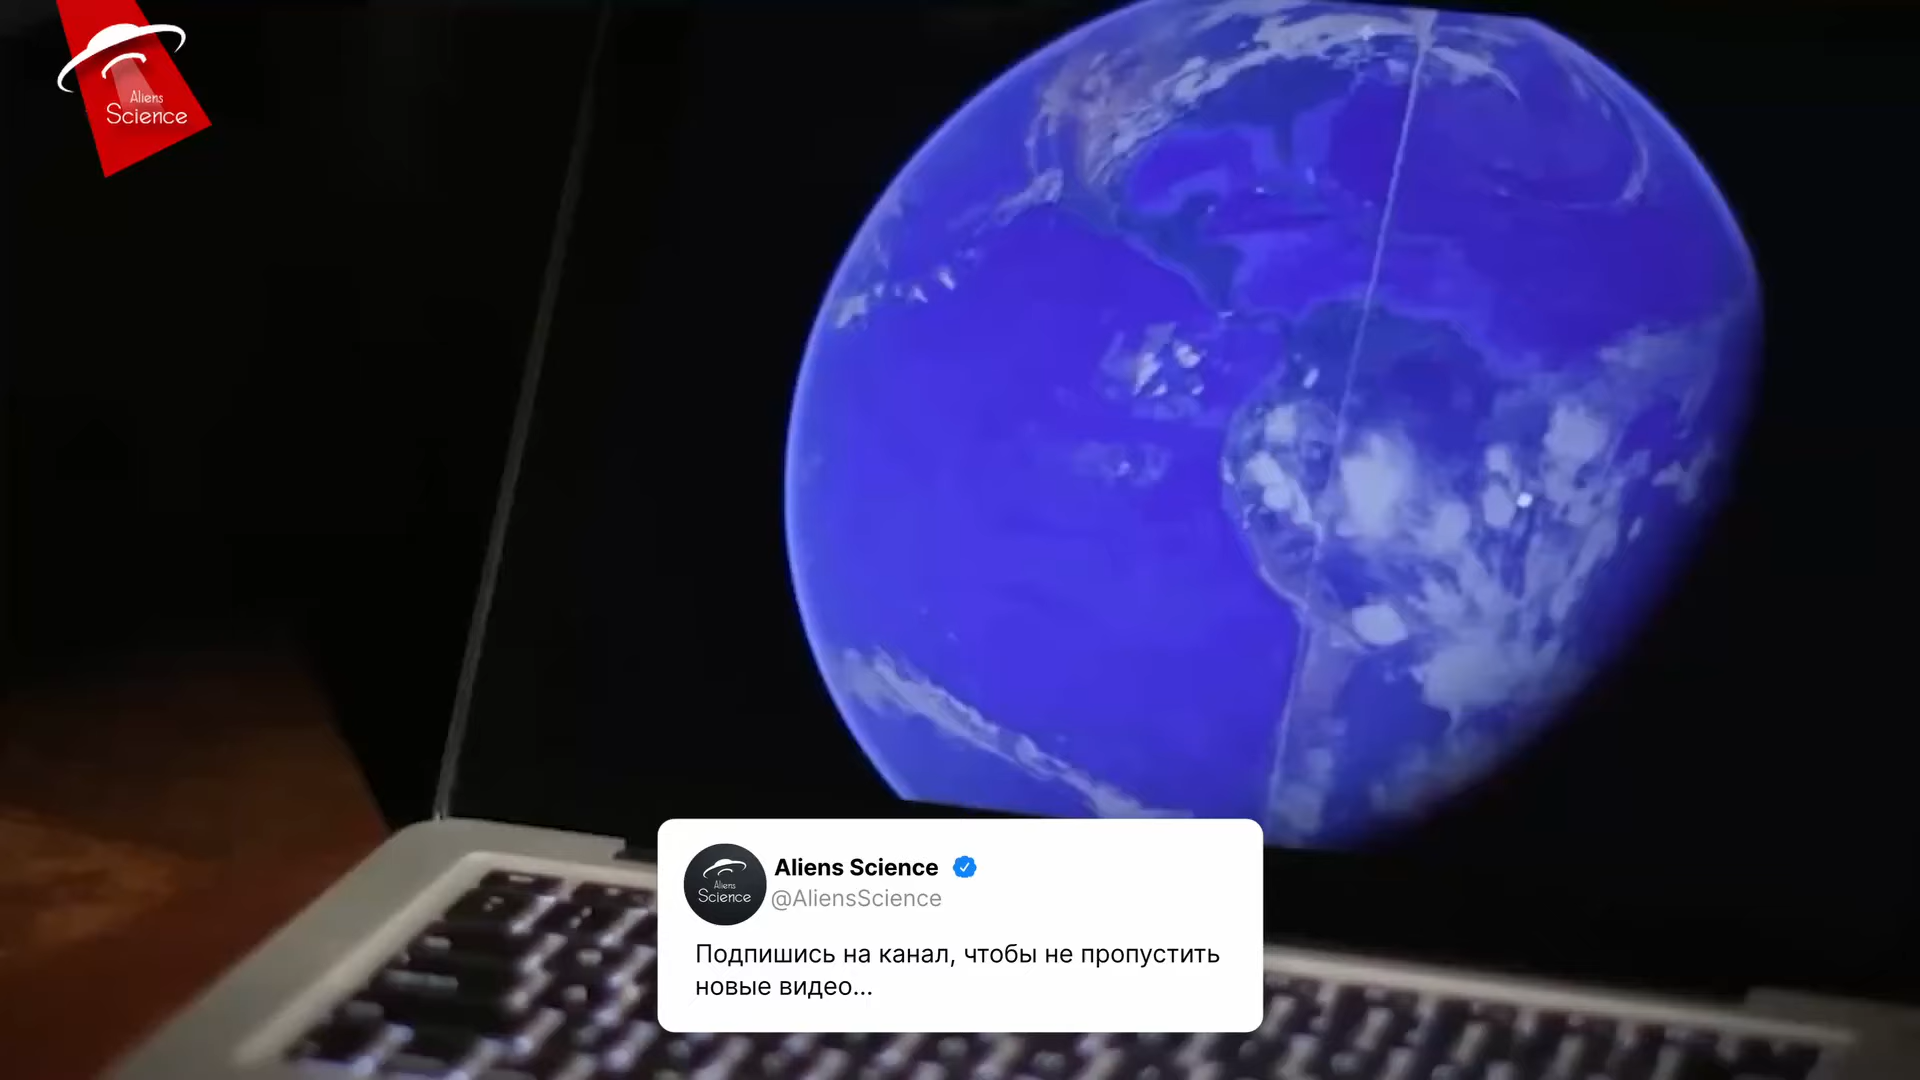 Aliens
Science
Aliens
Science
Aliens Science
@AliensScience
Подпишись на канал, чтобы не пропустить
новые видео...